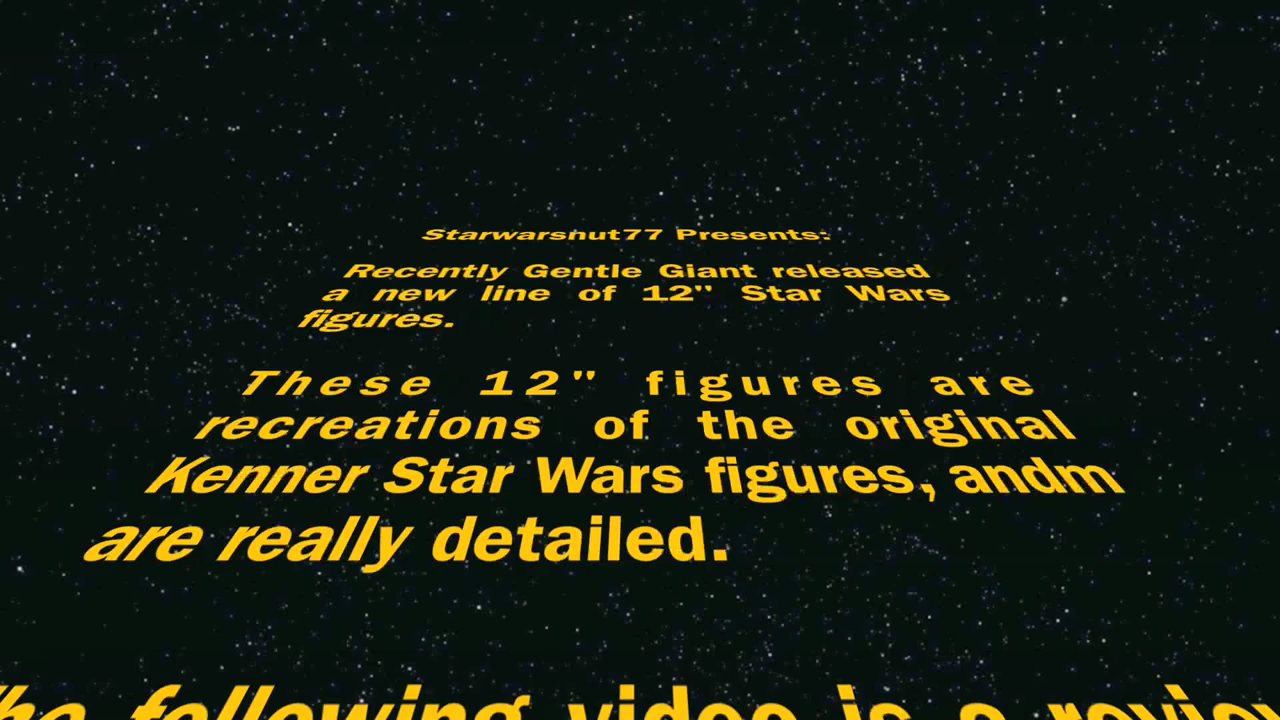 Starwarsnut77 Presents:
Recently Gentle Giant released
a new line of 12" Star Wars
figures.
These 12" figures are
recreations of the original
Kenner Star Wars figures, andm
are really detailed.
following video is a